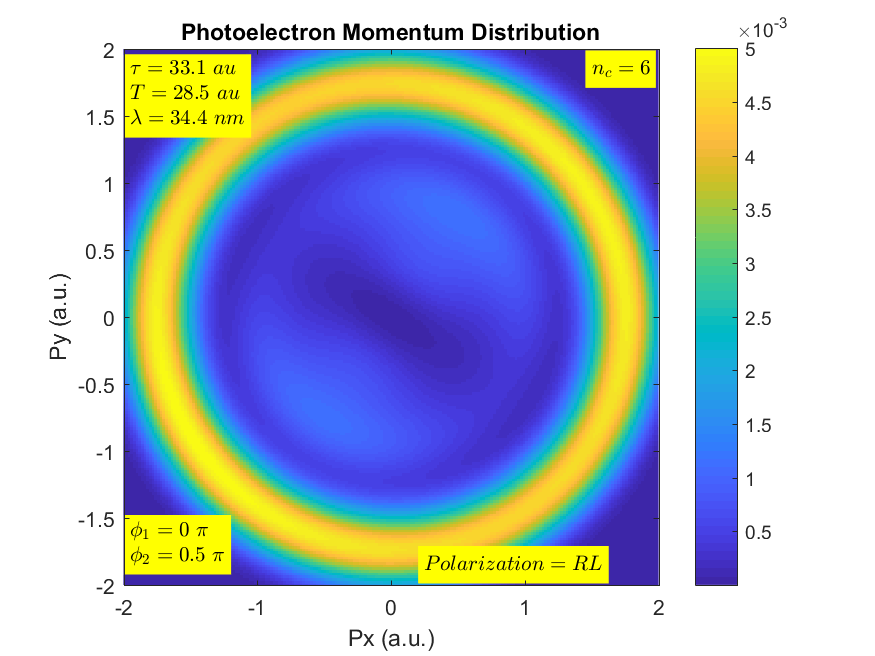 Photoelectron Momentum Distribution
×10⁻³
τ = 33.1 au
T = 28.5 au
λ = 34.4 nm
n_c = 6
2
1.5
1
0.5
0
-0.5
-1
-1.5
-2
Py (a.u.)
5
4.5
4
3.5
3
2.5
2
1.5
1
0.5
ϕ₁ = 0 π
ϕ₂ = 0.5 π
Polarization = RL
-2 -1 0 1 2
Px (a.u.)